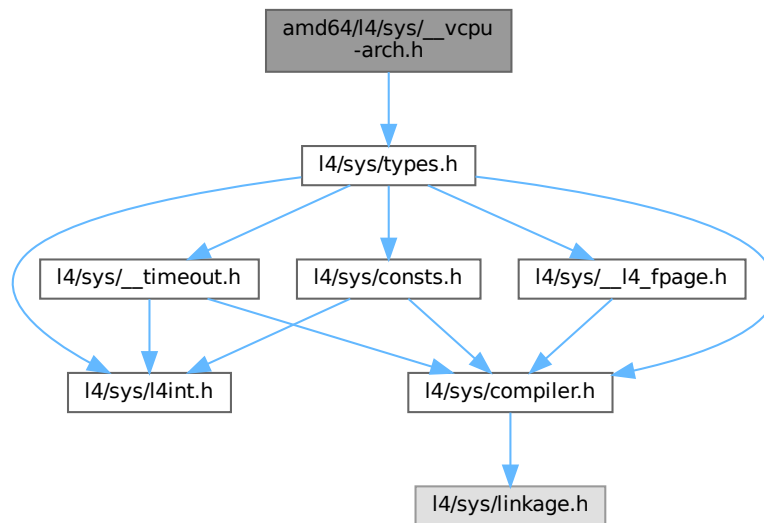 amd64/l4/sys/__vcpu
-arch.h
l4/sys/types.h
l4/sys/__timeout.h
l4/sys/consts.h
l4/sys/__l4_fpage.h
l4/sys/l4int.h
l4/sys/compiler.h
l4/sys/linkage.h